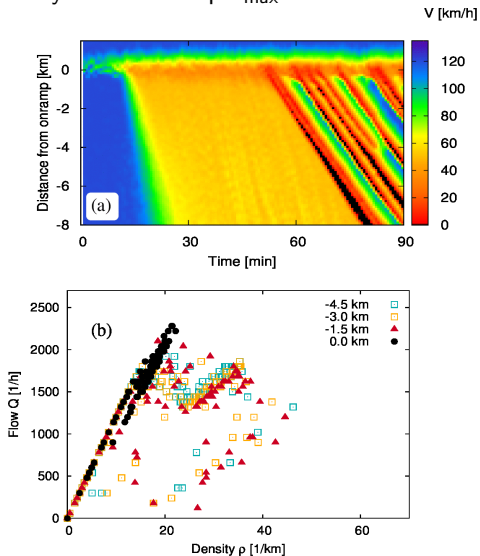 V [km/h]
Distance from onramp [km]
0
-2
-4
-6
-8
(a)
0 30 60 90
Time [min]
120
100
80
60
40
20
0
(b)
-4.5 km
-3.0 km
-1.5 km
0.0 km
Flow Q [1/h]
2500
2000
1500
1000
500
0
0 20 40 60
Density ρ [1/km]